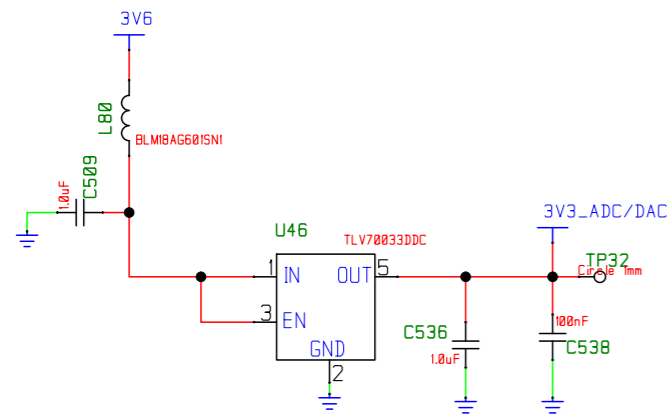 3V6
L80
BLM18AG601SN1
C509
1.0uF
3V3_ADC/DAC
U46
TLV70033DDC
TP32
Circle 1mm
1
IN
OUT
5
3
EN
GND
2
C536
1.0uF
100nF
C538